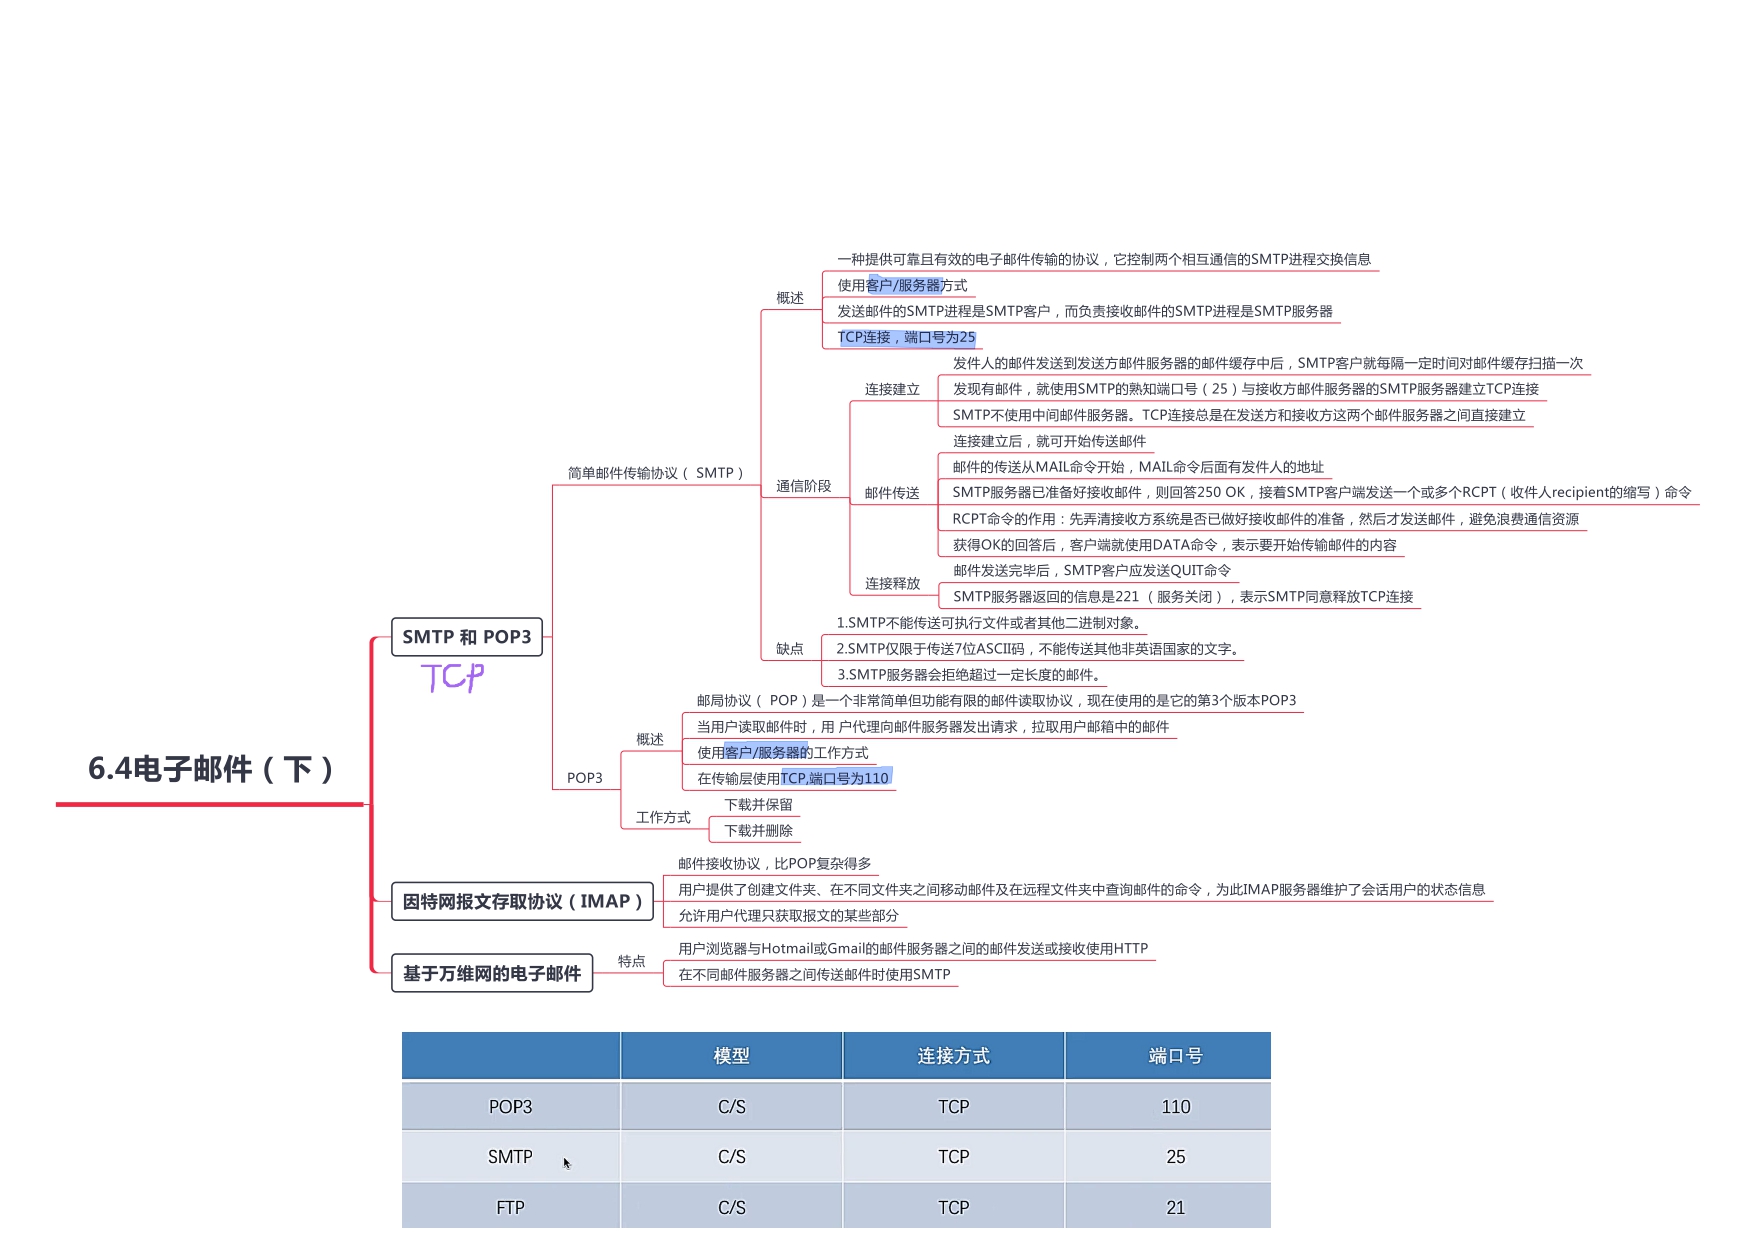 一种提供可靠且有效的电子邮件传输的协议，它控制两个相互通信的SMTP进程交换信息
使用客户/服务器方式
概述
发送邮件的SMTP进程是SMTP客户，而负责接收邮件的SMTP进程是SMTP服务器
TCP连接，端口号为25
发件人的邮件发送到发送方邮件服务器的邮件缓存中后，SMTP客户就每隔一定时间对邮件缓存扫描一次
连接建立
发现有邮件，就使用SMTP的熟知端口号（25）与接收方邮件服务器的SMTP服务器建立TCP连接
SMTP不使用中间邮件服务器。TCP连接总是在发送方和接收方这两个邮件服务器之间直接建立
连接建立后，就可开始传送邮件
邮件的传送从MAIL命令开始，MAIL命令后面有发件人的地址
简单邮件传输协议（ SMTP）
通信阶段
邮件传送
SMTP服务器已准备好接收邮件，则回答250 OK，接着SMTP客户端发送一个或多个RCPT（收件人recipient的缩写）命令
RCPT命令的作用：先弄清接收方系统是否已做好接收邮件的准备，然后才发送邮件，避免浪费通信资源
获得OK的回答后，客户端就使用DATA命令，表示要开始传输邮件的内容
邮件发送完毕后，SMTP客户应发送QUIT命令
连接释放
SMTP服务器返回的信息是221 （服务关闭），表示SMTP同意释放TCP连接
1.SMTP不能传送可执行文件或者其他二进制对象。
SMTP 和 POP3
缺点
2.SMTP仅限于传送7位ASCII码，不能传送其他非英语国家的文字。
3.SMTP服务器会拒绝超过一定长度的邮件。
TCP
邮局协议（ POP）是一个非常简单但功能有限的邮件读取协议，现在使用的是它的第3个版本POP3
当用户读取邮件时，用 户代理向邮件服务器发出请求，拉取用户邮箱中的邮件
概述
使用客户/服务器的工作方式
6.4电子邮件（下）
POP3
在传输层使用TCP,端口号为110
下载并保留
工作方式
下载并删除
邮件接收协议，比POP复杂得多
因特网报文存取协议（IMAP）
用户提供了创建文件夹、在不同文件夹之间移动邮件及在远程文件夹中查询邮件的命令，为此IMAP服务器维护了会话用户的状态信息
允许用户代理只获取报文的某些部分
用户浏览器与Hotmail或Gmail的邮件服务器之间的邮件发送或接收使用HTTP
基于万维网的电子邮件
特点
在不同邮件服务器之间传送邮件时使用SMTP
模型 连接方式 端口号
POP3 C/S TCP 110
SMTP C/S TCP 25
FTP C/S TCP 21